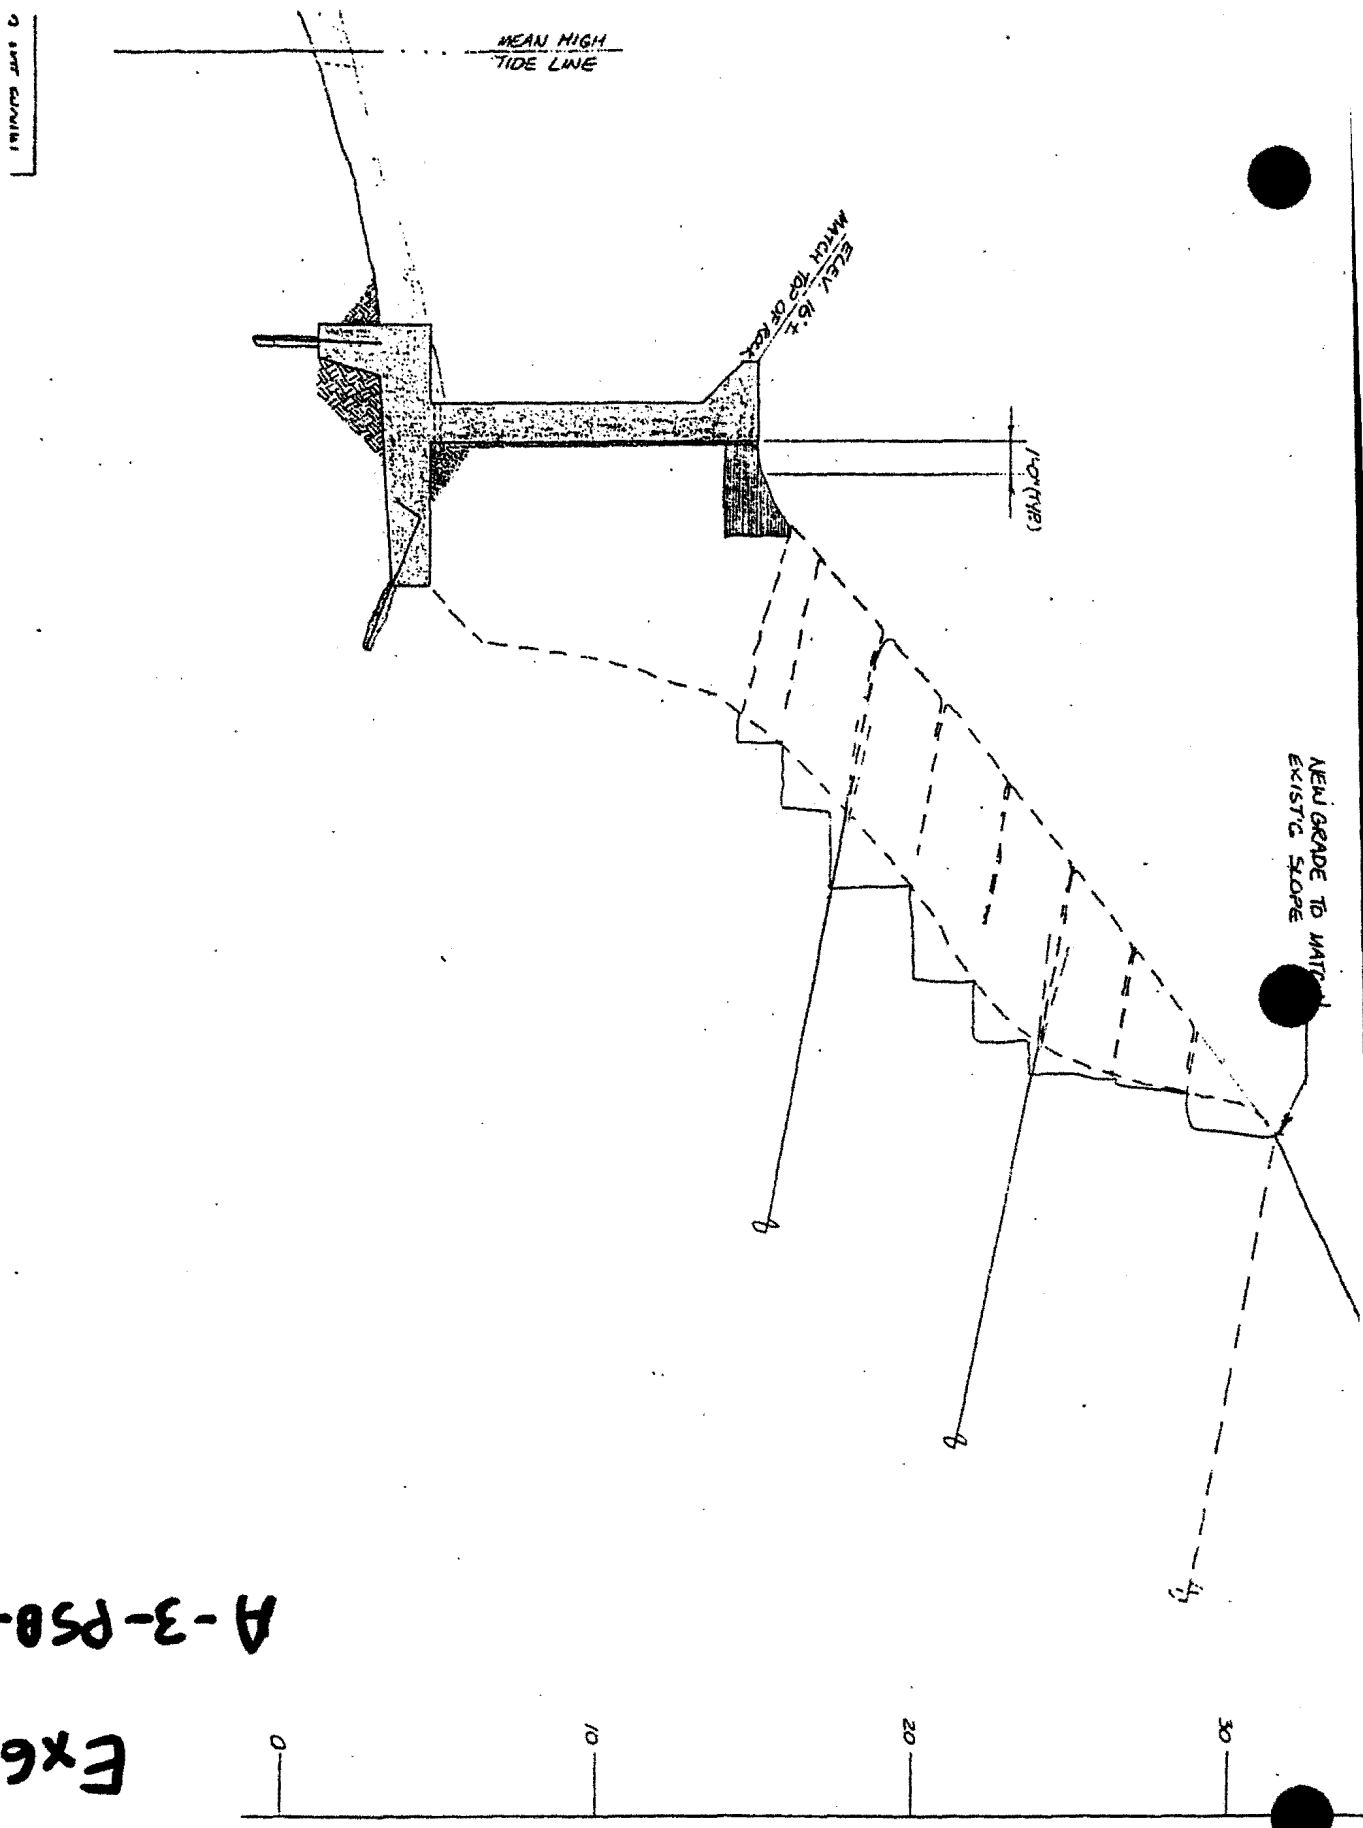 MEAN HIGH
TIDE LINE
ELEV. 16'±
MATCH TOP OF ROCK
1'-0" (TYP.)
NEW GRADE TO
EXIST'G SLOPE
A-3-PSB-
Ex6
0
10
20
30